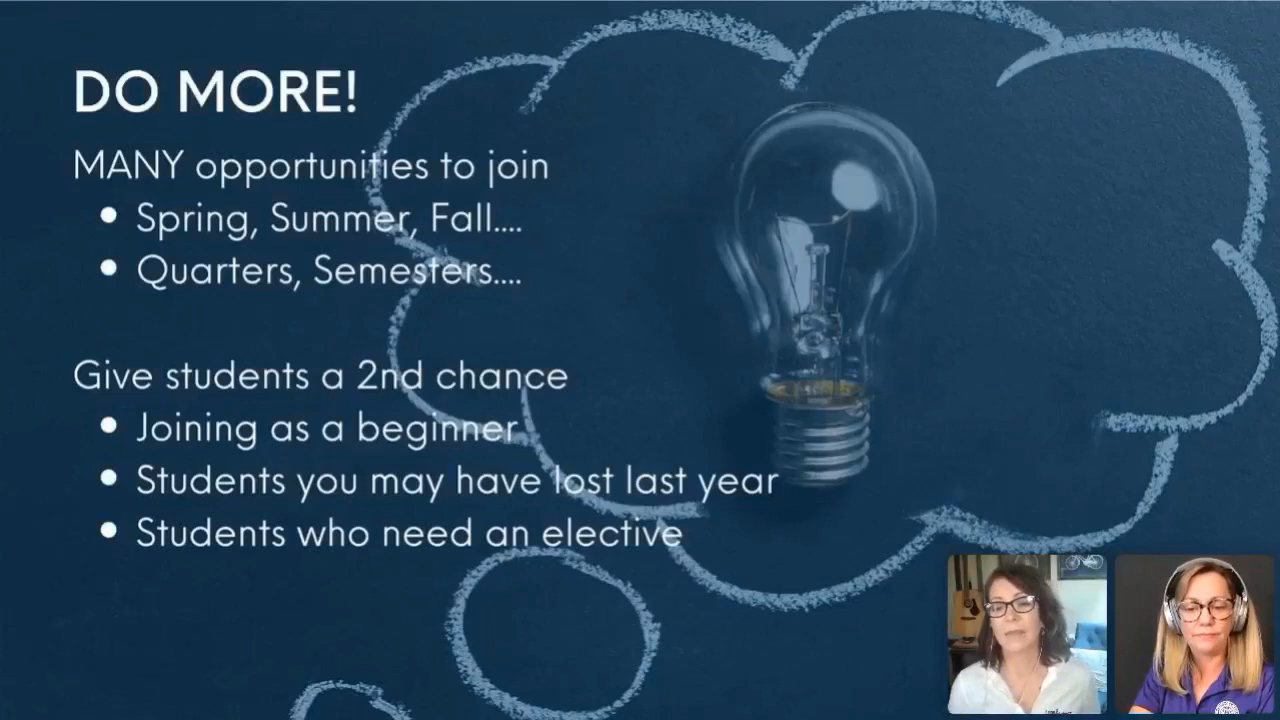 DO MORE!
MANY opportunities to join
• Spring, Summer, Fall....
• Quarters, Semesters....
Give students a 2nd chance
• Joining as a beginner
• Students you may have lost last year
• Students who need an elective